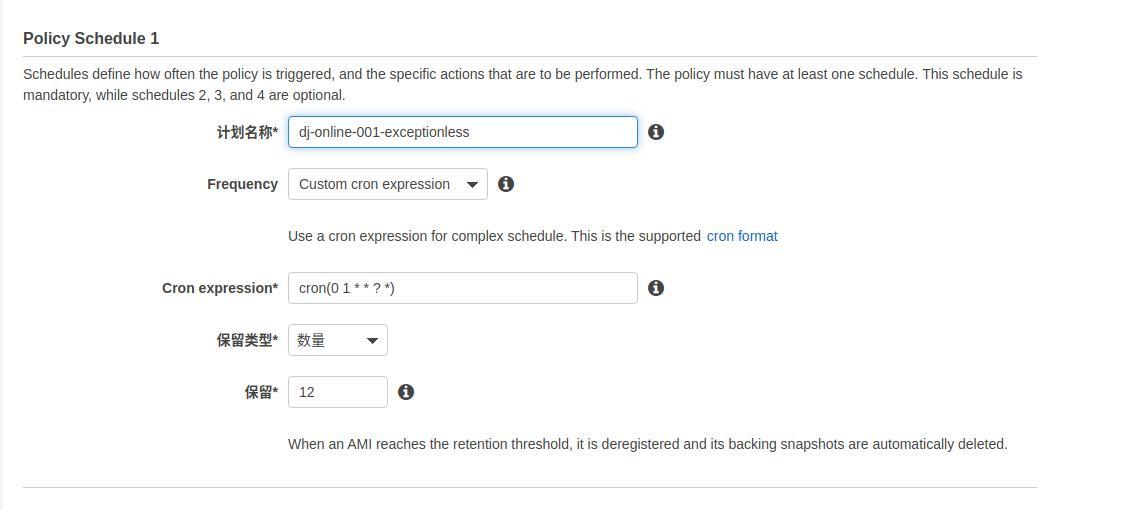 Policy Schedule 1
Schedules define how often the policy is triggered, and the specific actions that are to be performed. The policy must have at least one schedule. This schedule is
mandatory, while schedules 2, 3, and 4 are optional.
计划名称* dj-online-001-exceptionless
Frequency Custom cron expression
Use a cron expression for complex schedule. This is the supported cron format
Cron expression* cron(0 1 * * ? *)
保留类型* 数量
保留* 12
When an AMI reaches the retention threshold, it is deregistered and its backing snapshots are automatically deleted.